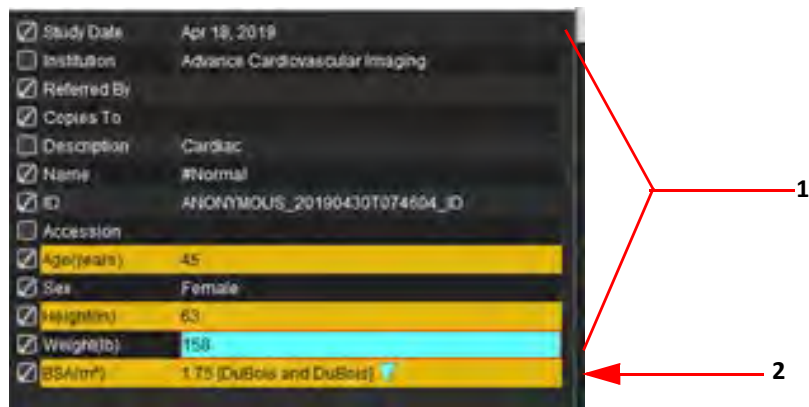 Study Date Apr 18, 2019
Institution Advance Cardiovascular Imaging
Referred By
Copies To
Description Cardiac
Name #Normal
ID ANONYMOUS_20190430T074604_ID
Accession
Age(years) 45
Sex Female
Height(in) 63
Weight(lb) 158
BSA(m²) 1.75 [DuBois and DuBois]
1
2